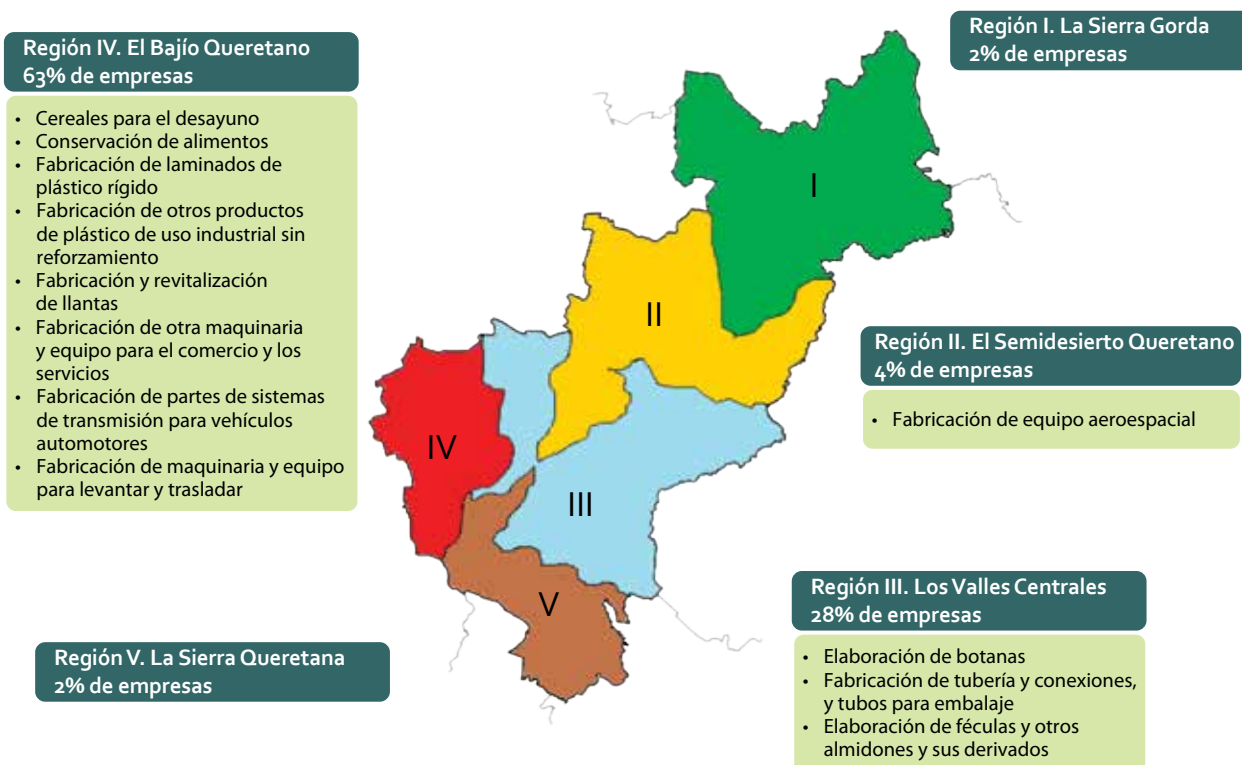 Región IV. El Bajío Queretano
63% de empresas
• Cereales para el desayuno
• Conservación de alimentos
• Fabricación de laminados de
plástico rígido
• Fabricación de otros productos
de plástico de uso industrial sin
reforzamiento
• Fabricación y revitalización
de llantas
• Fabricación de otra maquinaria
y equipo para el comercio y los
servicios
• Fabricación de partes de sistemas
de transmisión para vehículos
automotores
• Fabricación de maquinaria y equipo
para levantar y trasladar
Región I. La Sierra Gorda
2% de empresas
I
II
IV
III
V
Región II. El Semidesierto Queretano
4% de empresas
• Fabricación de equipo aeroespacial
Región V. La Sierra Queretana
2% de empresas
Región III. Los Valles Centrales
28% de empresas
• Elaboración de botanas
• Fabricación de tubería y conexiones,
y tubos para embalaje
• Elaboración de féculas y otros
almidones y sus derivados